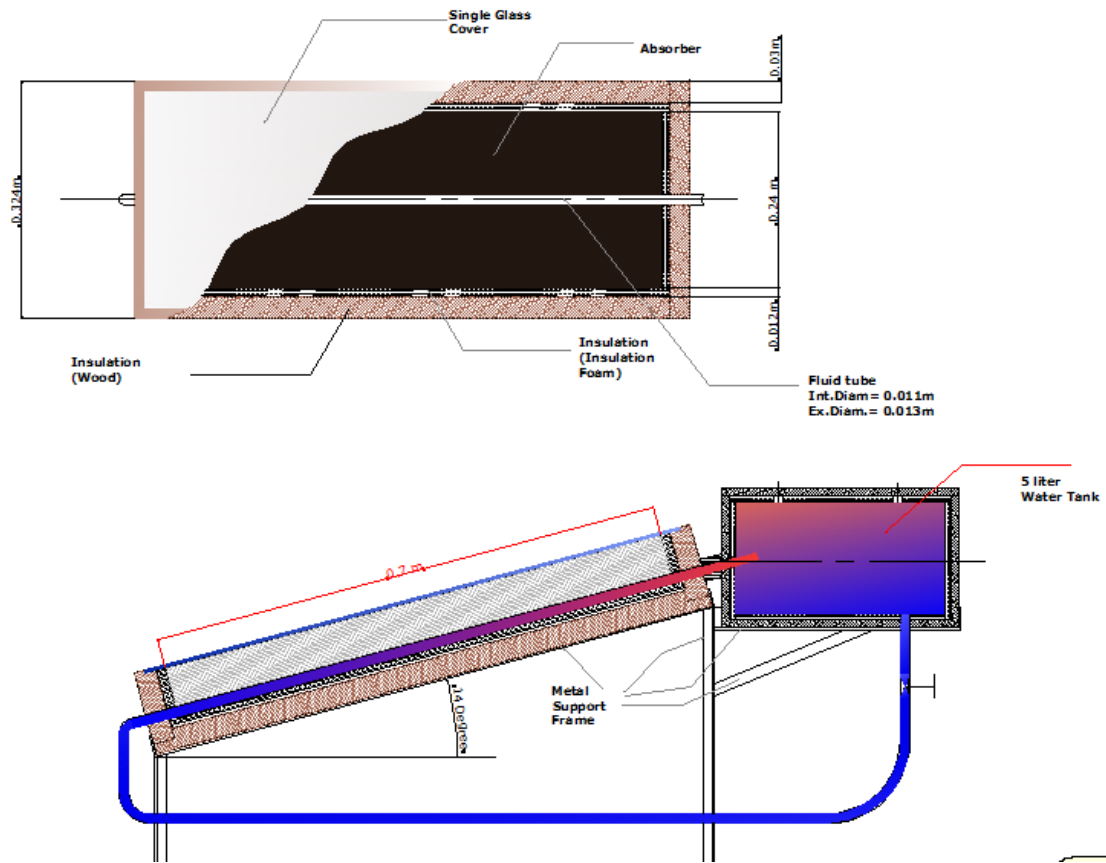 Single Glass
Cover
Absorber
0.03m
0.324m
0.24 m
0.012m
Insulation
(Wood)
Insulation
(Insulation
Foam)
Fluid tube
Int.Diam= 0.011m
Ex.Diam.= 0.013m
5 liter
Water Tank
0.7 m
14 Degree
Metal
Support
Frame